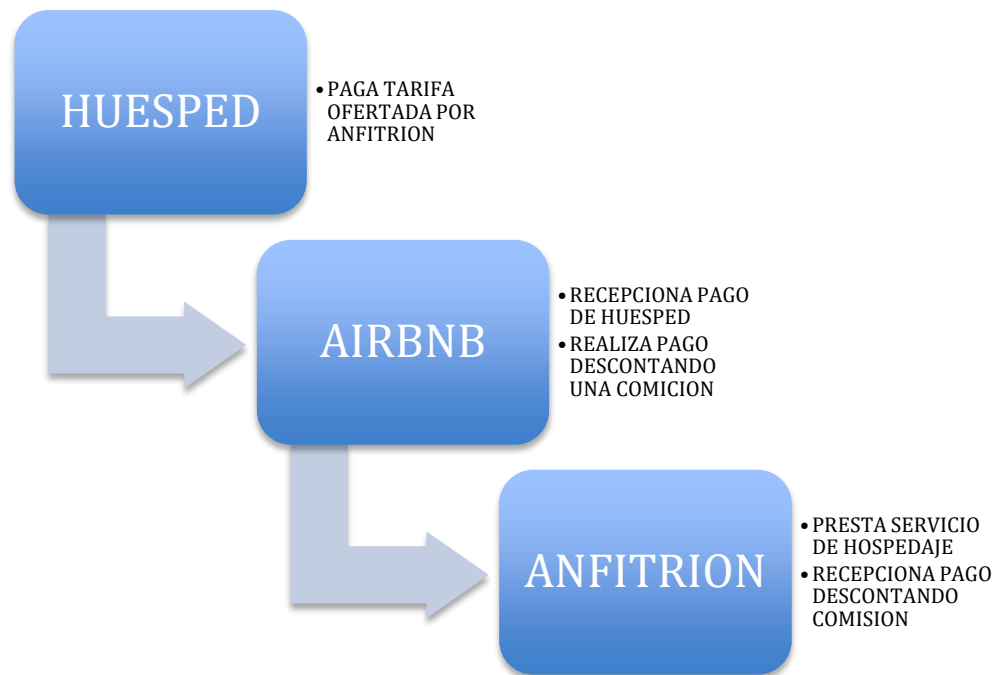 HUESPED
• PAGA TARIFA
OFERTADA POR
ANFITRION
AIRBNB
• RECEPCIONA PAGO
DE HUESPED
• REALIZA PAGO
DESCONTANDO
UNA COMICION
ANFITRION
• PRESTA SERVICIO
DE HOSPEDAJE
• RECEPCIONA PAGO
DESCONTANDO
COMISION